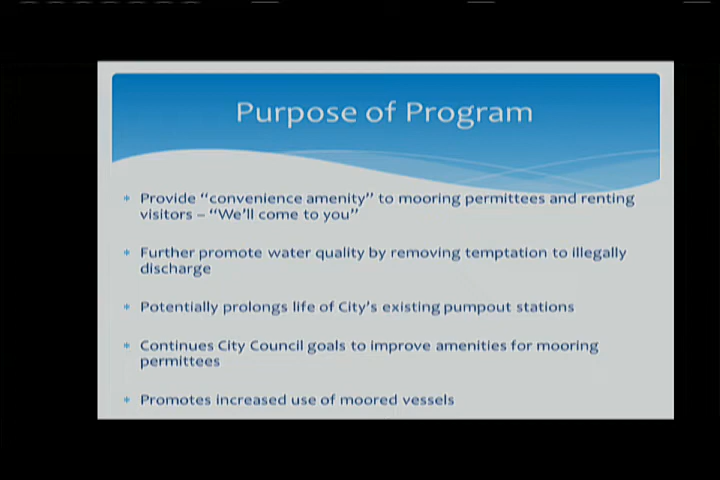 Purpose of Program
* Provide “convenience amenity” to mooring permittees and renting
visitors – “We’ll come to you”
* Further promote water quality by removing temptation to illegally
discharge
* Potentially prolongs life of City’s existing pumpout stations
* Continues City Council goals to improve amenities for mooring
permittees
* Promotes increased use of moored vessels